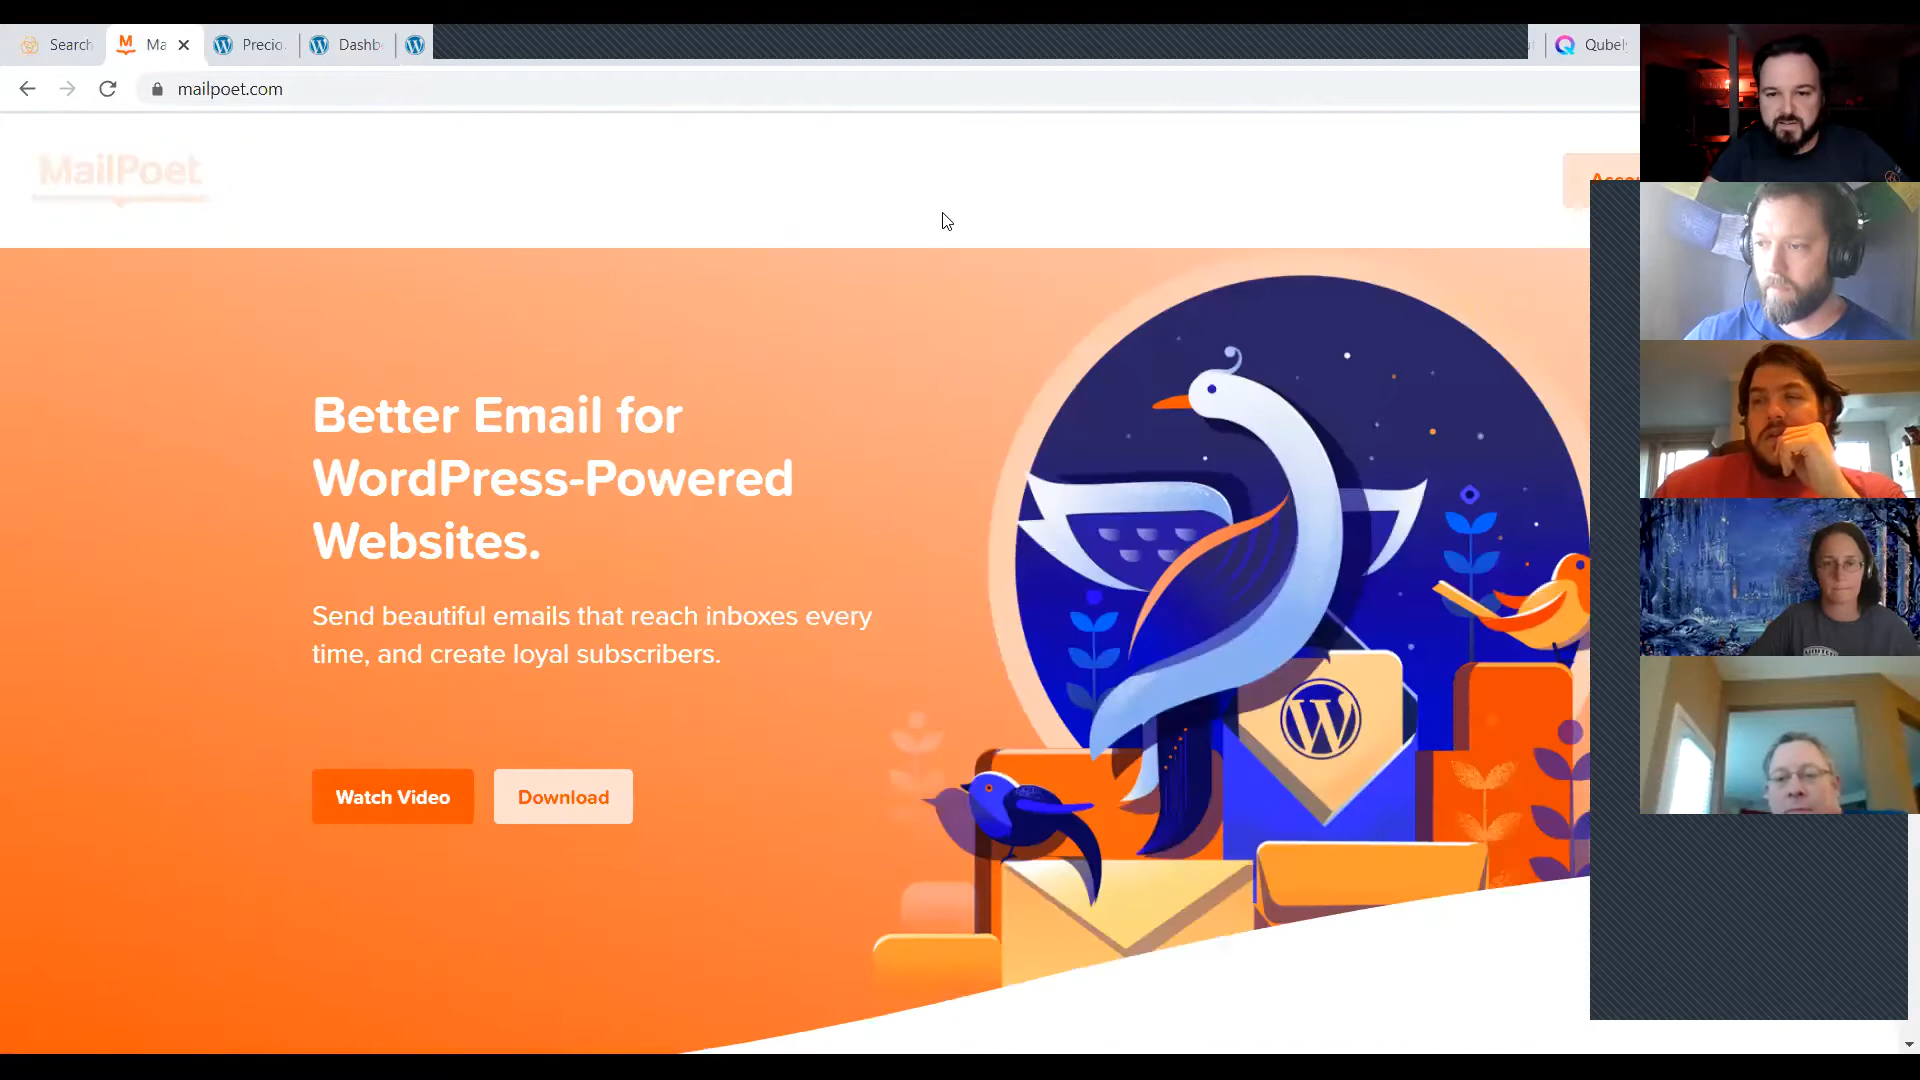 Search
Ma
Precio
Dashb
Qubel
mailpoet.com
MailPoet
Better Email for
WordPress-Powered
Websites.
Send beautiful emails that reach inboxes every
time, and create loyal subscribers.
Watch Video
Download